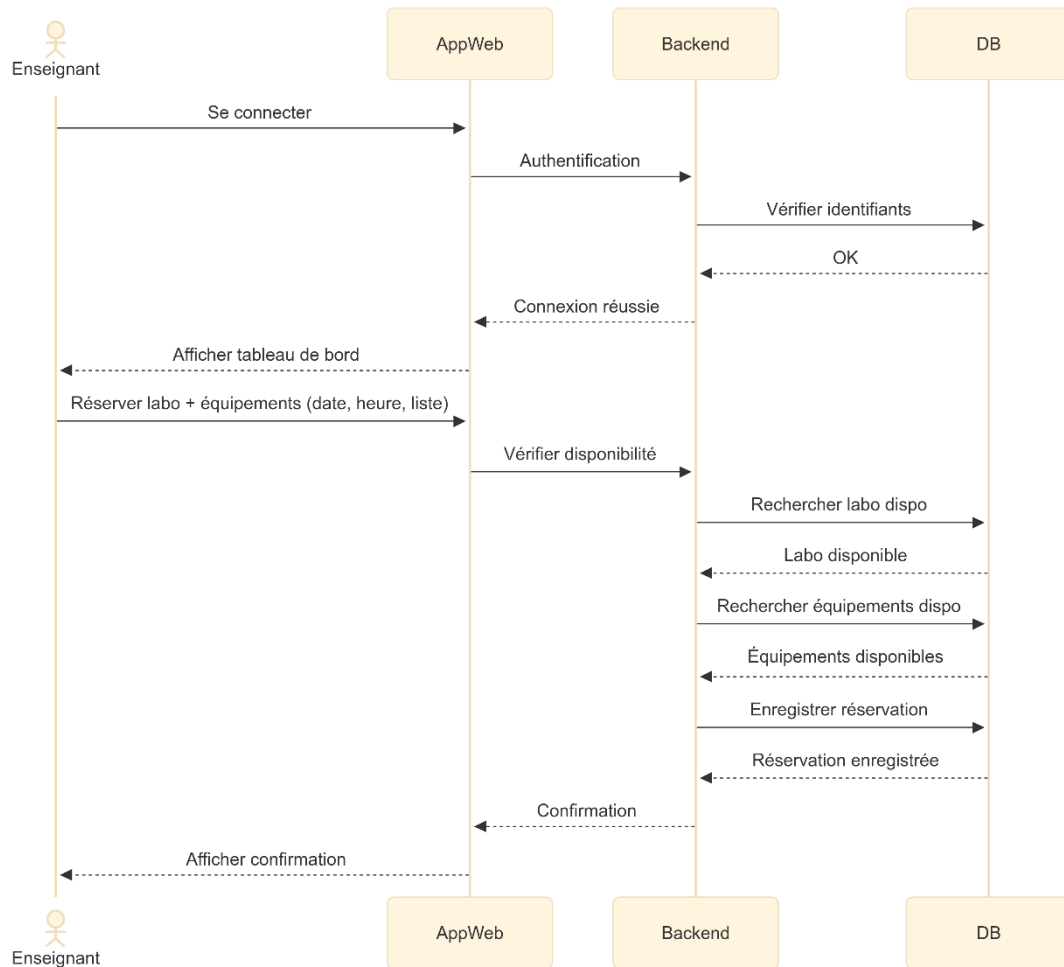 Enseignant
AppWeb
Backend
DB
Se connecter
Authentification
Vérifier identifiants
OK
Connexion réussie
Afficher tableau de bord
Réserver labo + équipements (date, heure, liste)
Vérifier disponibilité
Rechercher labo dispo
Labo disponible
Rechercher équipements dispo
Équipements disponibles
Enregistrer réservation
Réservation enregistrée
Confirmation
Afficher confirmation
Enseignant
AppWeb
Backend
DB